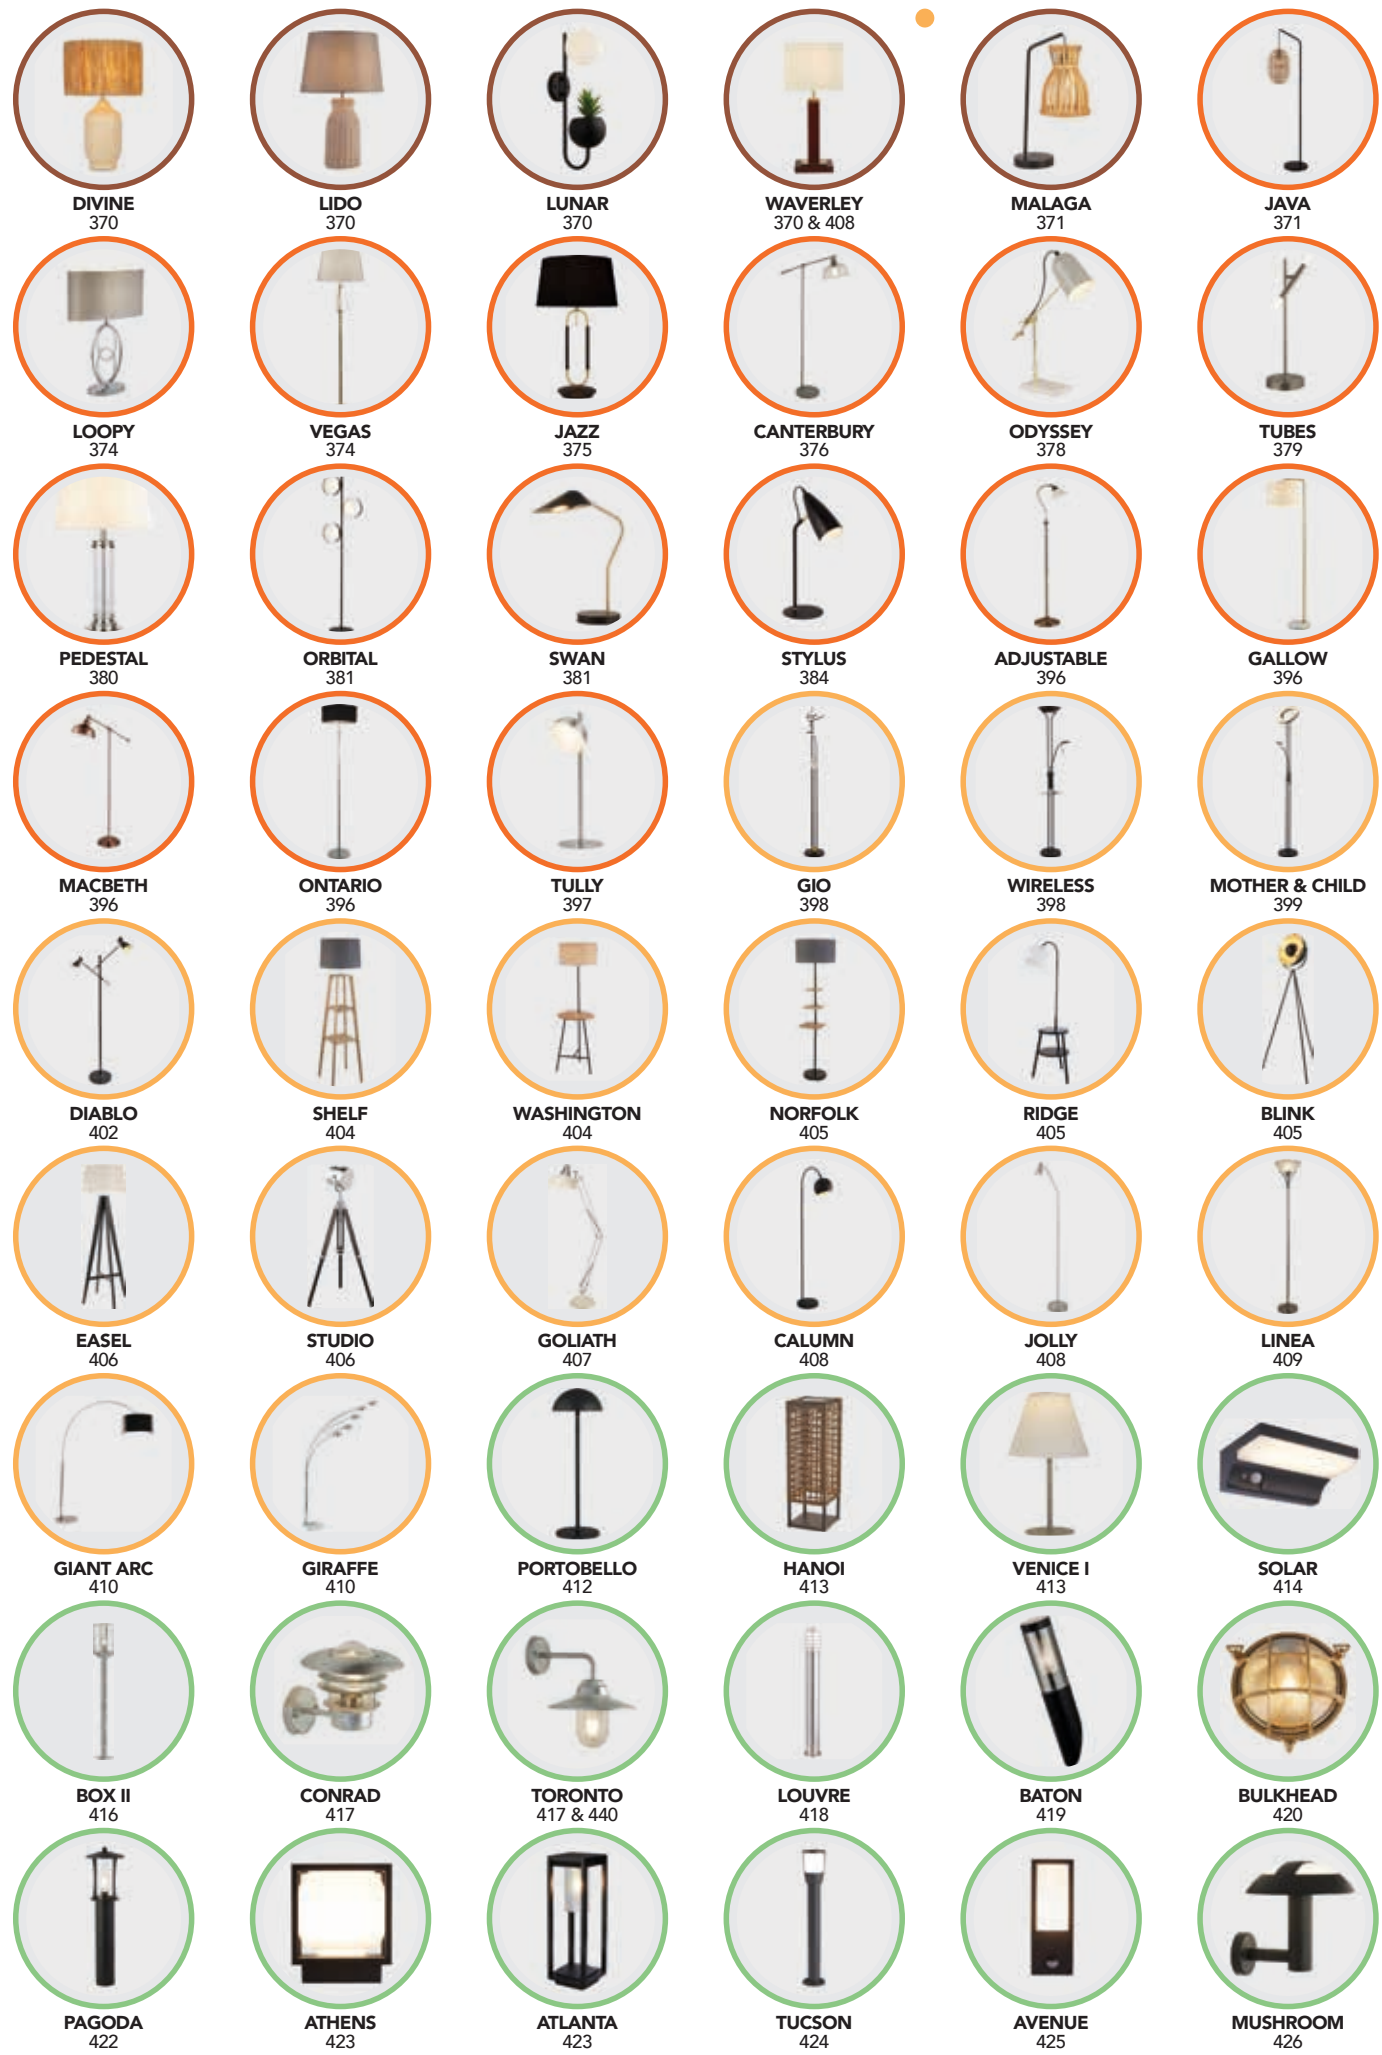 DIVINE
370
LIDO
370
LUNAR
370
WAVERLEY
370 & 408
MALAGA
371
JAVA
371
LOOPY
374
VEGAS
374
JAZZ
375
CANTERBURY
376
ODYSSEY
378
TUBES
379
PEDESTAL
380
ORBITAL
381
SWAN
381
STYLUS
384
ADJUSTABLE
396
GALLOW
396
MACBETH
396
ONTARIO
396
TULLY
397
GIO
398
WIRELESS
398
MOTHER & CHILD
399
DIABLO
402
SHELF
404
WASHINGTON
404
NORFOLK
405
RIDGE
405
BLINK
405
EASEL
406
STUDIO
406
GOLIATH
407
CALUMN
408
JOLLY
408
LINEA
409
GIANT ARC
410
GIRAFFE
410
PORTOBELLO
412
HANOI
413
VENICE I
413
SOLAR
414
BOX II
416
CONRAD
417
TORONTO
417 & 440
LOUVRE
418
BATON
419
BULKHEAD
420
PAGODA
422
ATHENS
423
ATLANTA
423
TUCSON
424
AVENUE
425
MUSHROOM
426